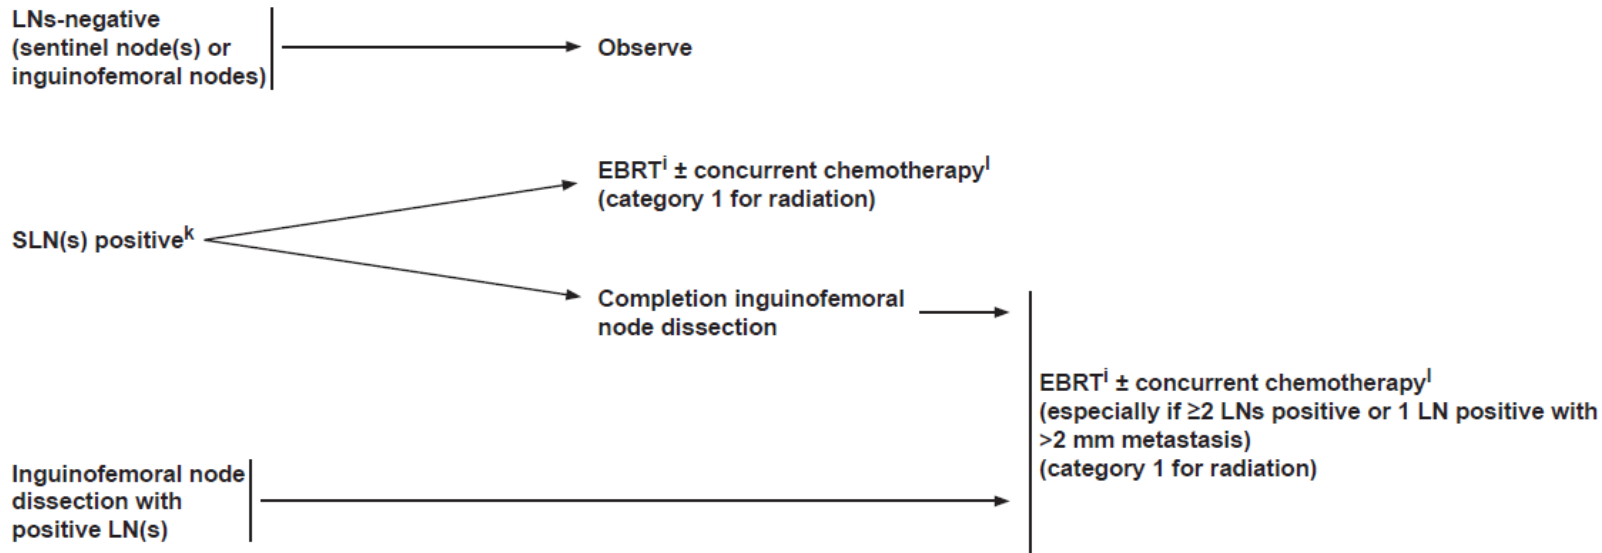 LNs-negative
(sentinel node(s) or
inguinofemoral nodes)
Observe
EBRTⁱ ± concurrent chemotherapyˡ
(category 1 for radiation)
SLN(s) positiveᵏ
Completion inguinofemoral
node dissection
EBRTⁱ ± concurrent chemotherapyˡ
(especially if ≥2 LNs positive or 1 LN positive with
>2 mm metastasis)
(category 1 for radiation)
Inguinofemoral node
dissection with
positive LN(s)